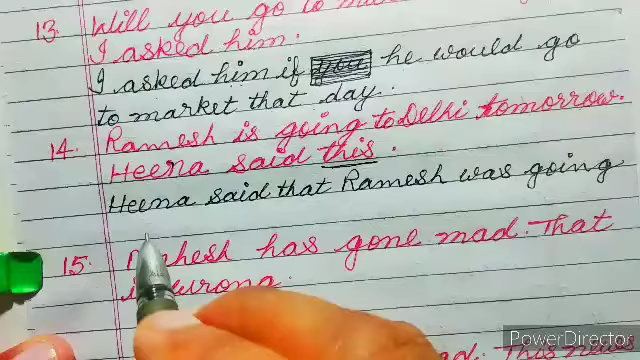 13. Will you go to
I asked him.
I asked him if he would go
to market that day.
14. Ramesh is going to Delhi tomorrow.
Heena said this.
Heena said that Ramesh was going
15. has gone mad. That
wrong.
PowerDirector